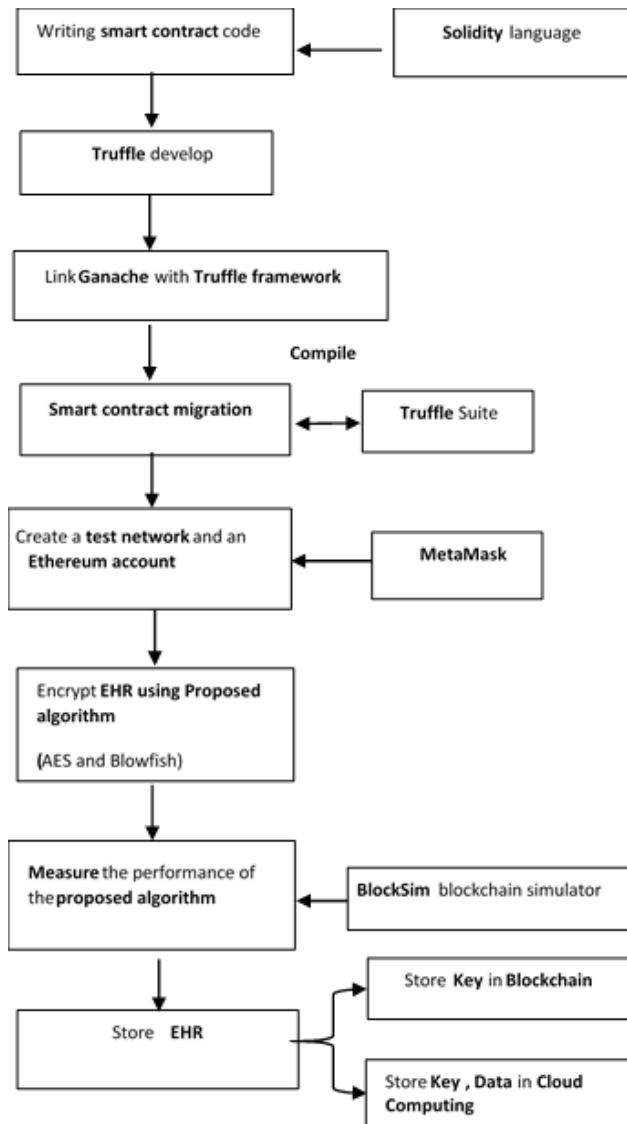 Writing smart contract code
Solidity language
Truffle develop
Link Ganache with Truffle framework
Compile
Smart contract migration
Truffle Suite
Create a test network and an
Ethereum account
MetaMask
Encrypt EHR using Proposed
algorithm
(AES and Blowfish)
Measure the performance of
the proposed algorithm
BlockSim blockchain simulator
Store Key in Blockchain
Store EHR
Store Key , Data in Cloud
Computing